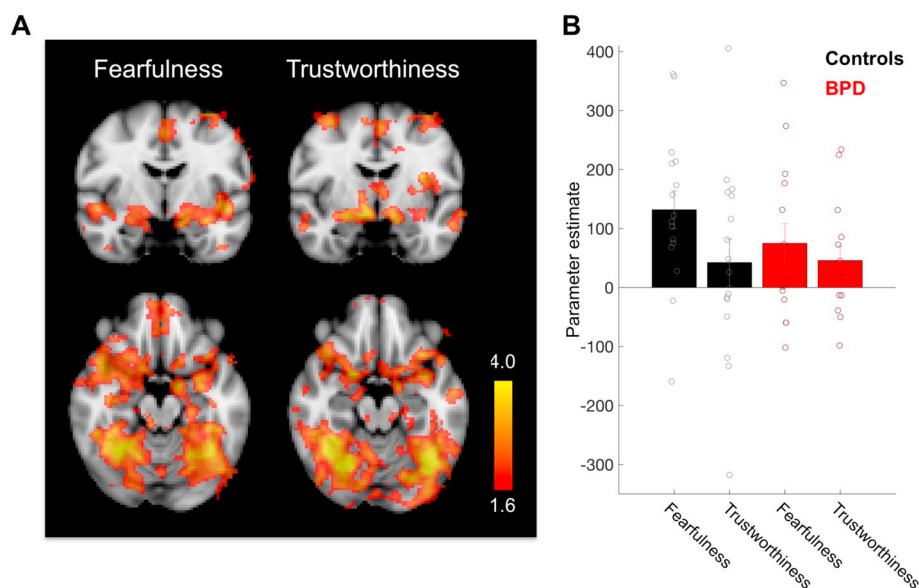 A
Fearfulness Trustworthiness
4.0
1.6
B
Controls
BPD
Parameter estimate
400
300
200
100
0
-100
-200
-300
Fearfulness
Trustworthiness
Fearfulness
Trustworthiness